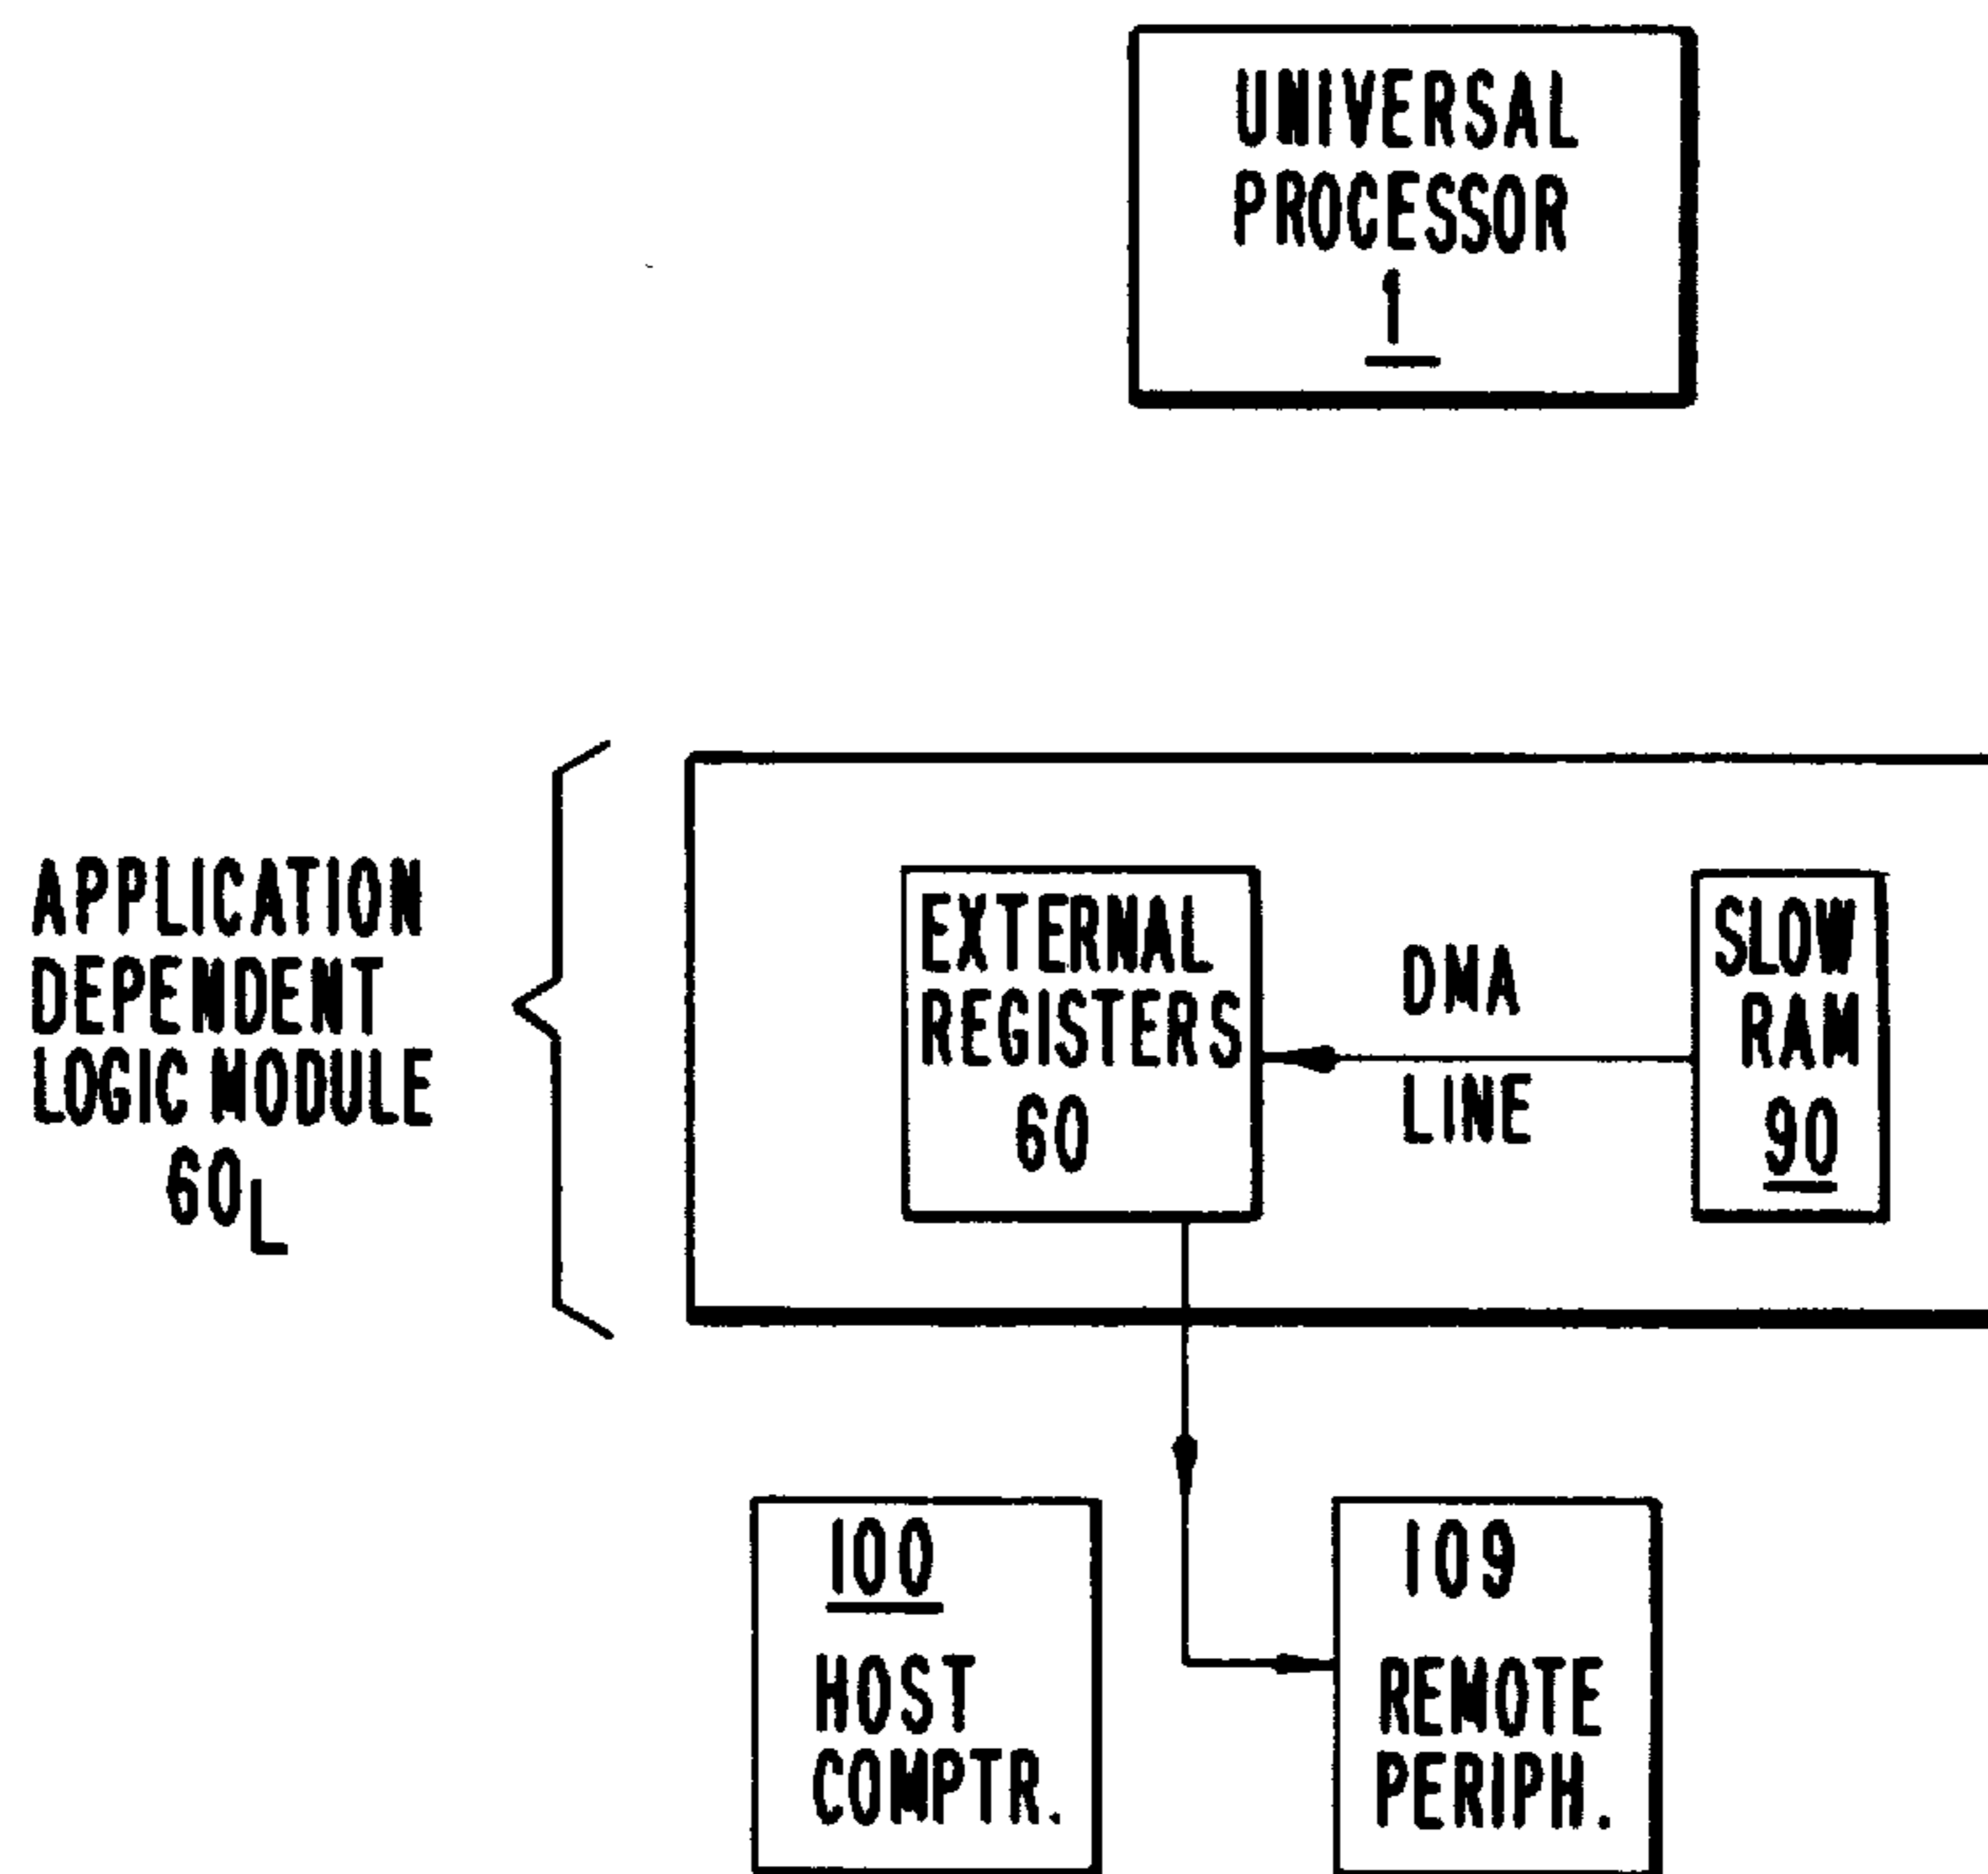 UNIVERSAL
PROCESSOR
1
APPLICATION
DEPENDENT
LOGIC MODULE
60L
EXTERNAL
REGISTERS
60
DMA
LINE
SLOW
RAM
90
100
HOST
COMPTR.
109
REMOTE
PERIPH.